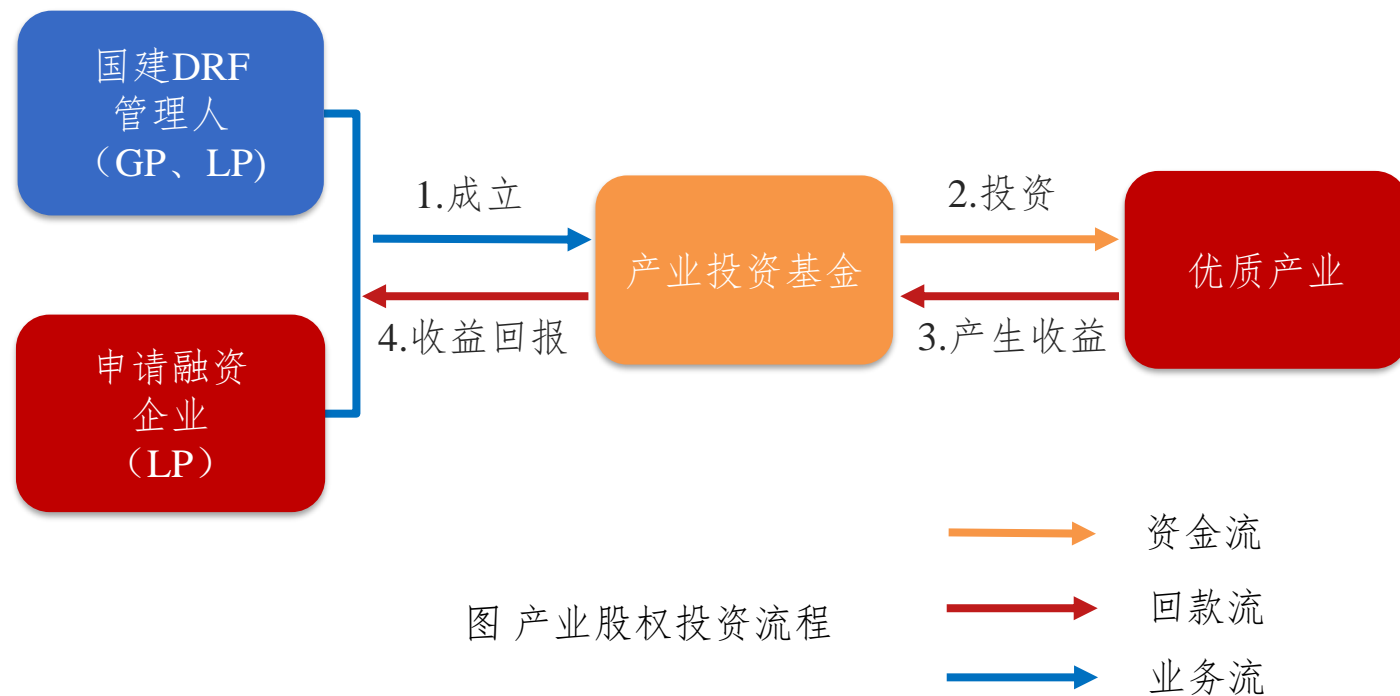 国建DRF
管理人
（GP、LP)
申请融资
企业
（LP）
1.成立
4.收益回报
产业投资基金
2.投资
3.产生收益
优质产业
图 产业股权投资流程
资金流
回款流
业务流